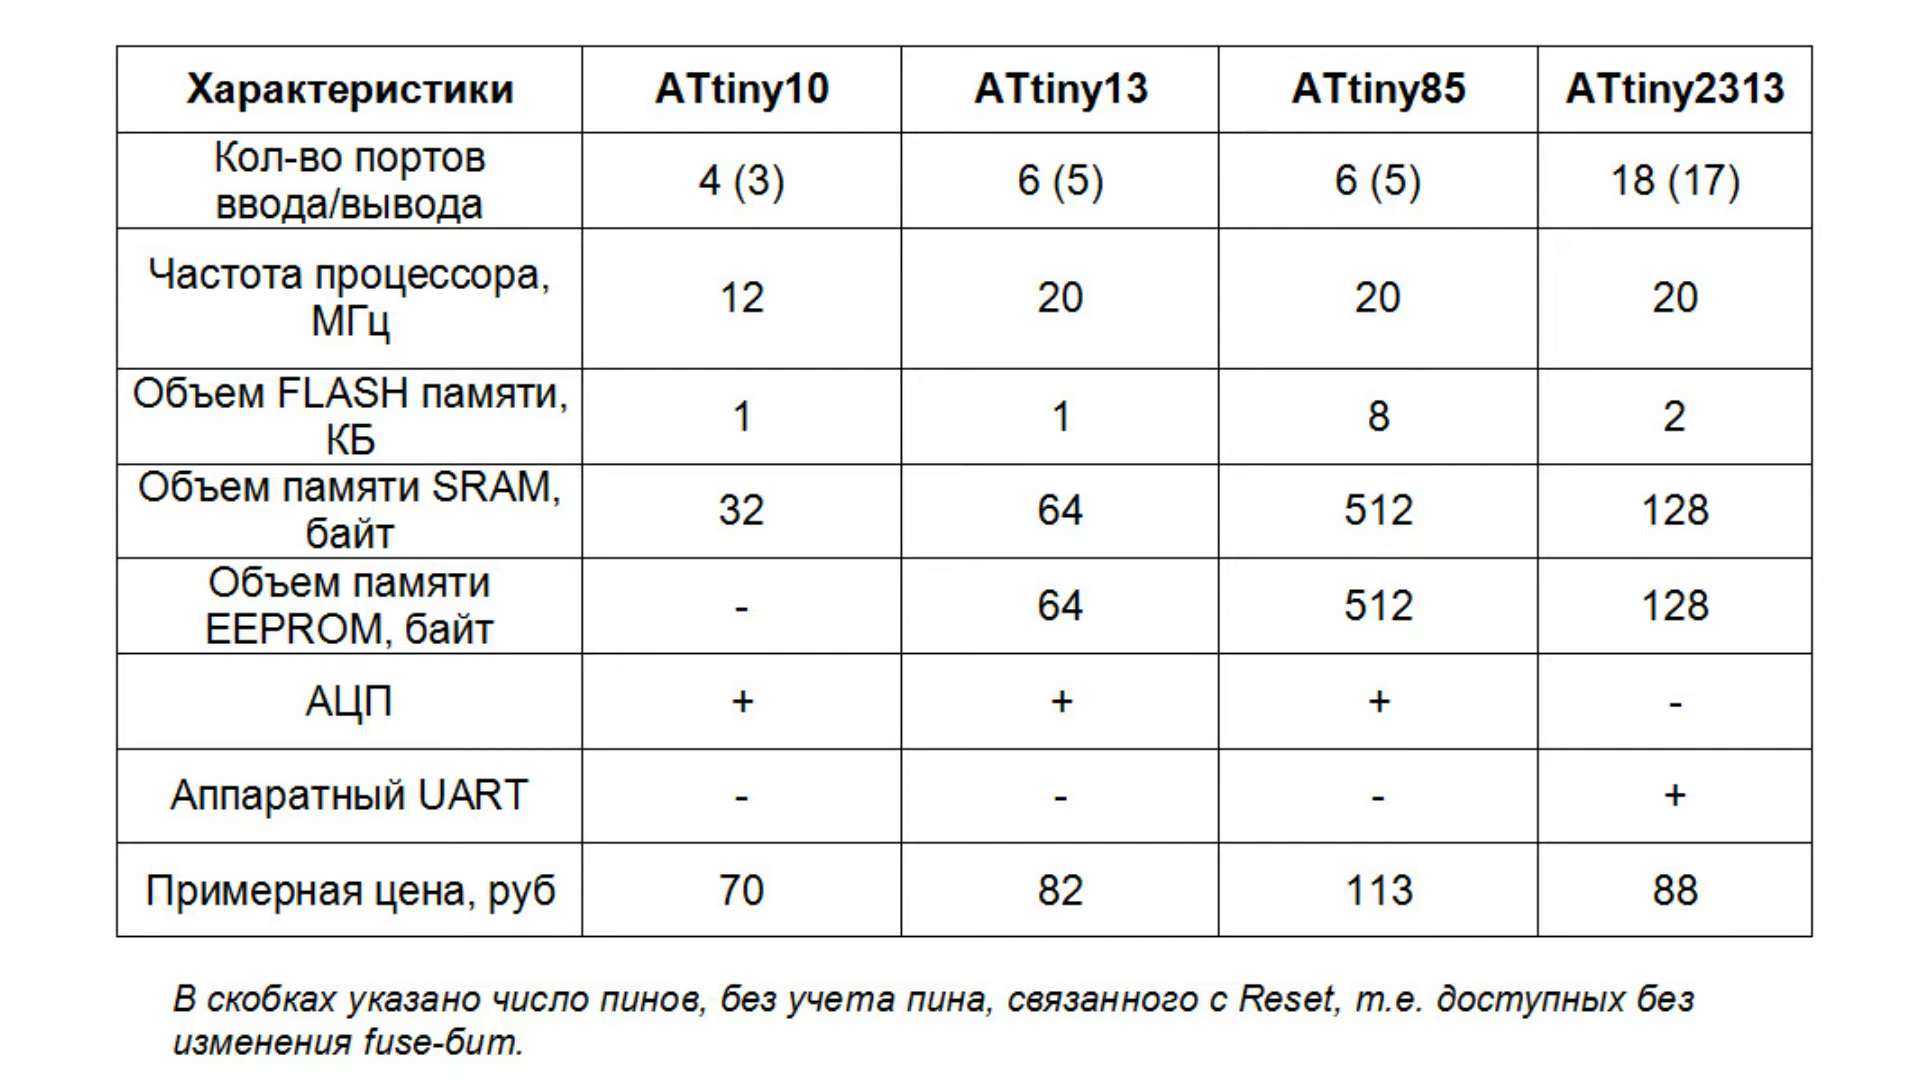 Характеристики ATtiny10 ATtiny13 ATtiny85 ATtiny2313
Кол-во портов
ввода/вывода 4 (3) 6 (5) 6 (5) 18 (17)
Частота процессора,
МГц 12 20 20 20
Объем FLASH памяти,
КБ 1 1 8 2
Объем памяти SRAM,
байт 32 64 512 128
Объем памяти
EEPROM, байт - 64 512 128
АЦП + + + -
Аппаратный UART - - - +
Примерная цена, руб 70 82 113 88
В скобках указано число пинов, без учета пина, связанного с Reset, т.е. доступных без
изменения fuse-бит.